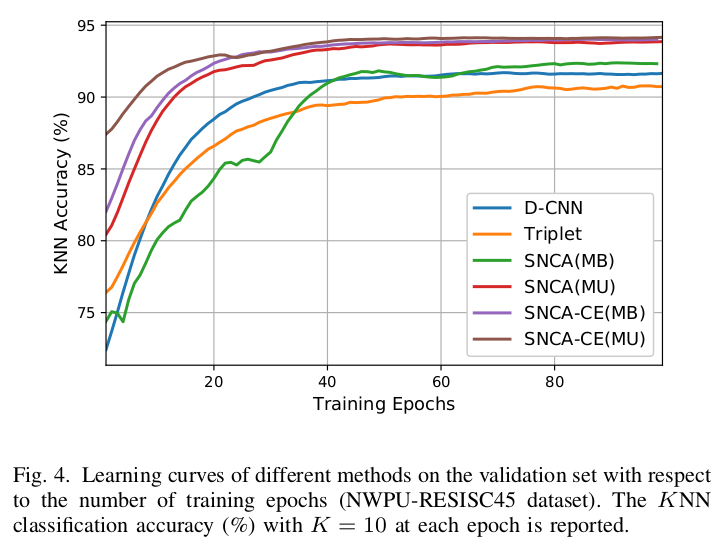 95
90
85
80
75
KNN Accuracy (%)
D-CNN
Triplet
SNCA(MB)
SNCA(MU)
SNCA-CE(MB)
SNCA-CE(MU)
20 40 60 80
Training Epochs
Fig. 4. Learning curves of different methods on the validation set with respect
to the number of training epochs (NWPU-RESISC45 dataset). The KNN
classification accuracy (%) with K = 10 at each epoch is reported.